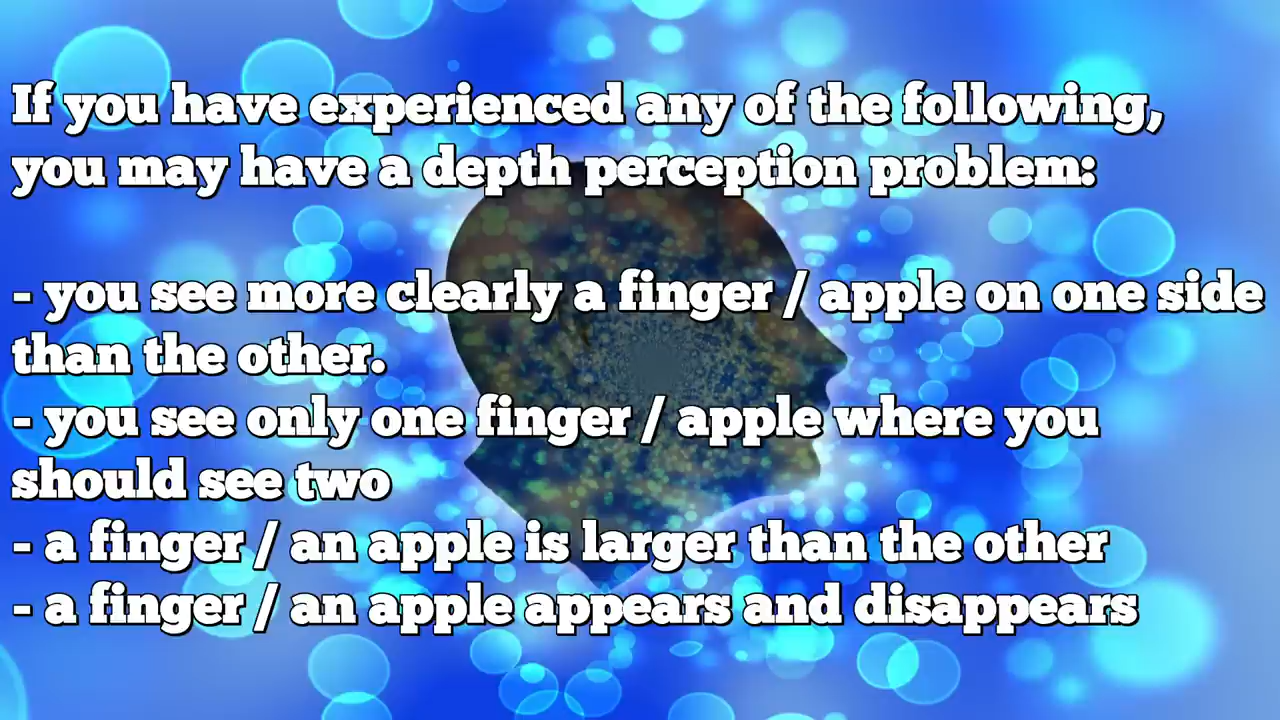 If you have experienced any of the following,
you may have a depth perception problem:
- you see more clearly a finger / apple on one side
than the other.
- you see only one finger / apple where you
should see two
- a finger / an apple is larger than the other
- a finger / an apple appears and disappears